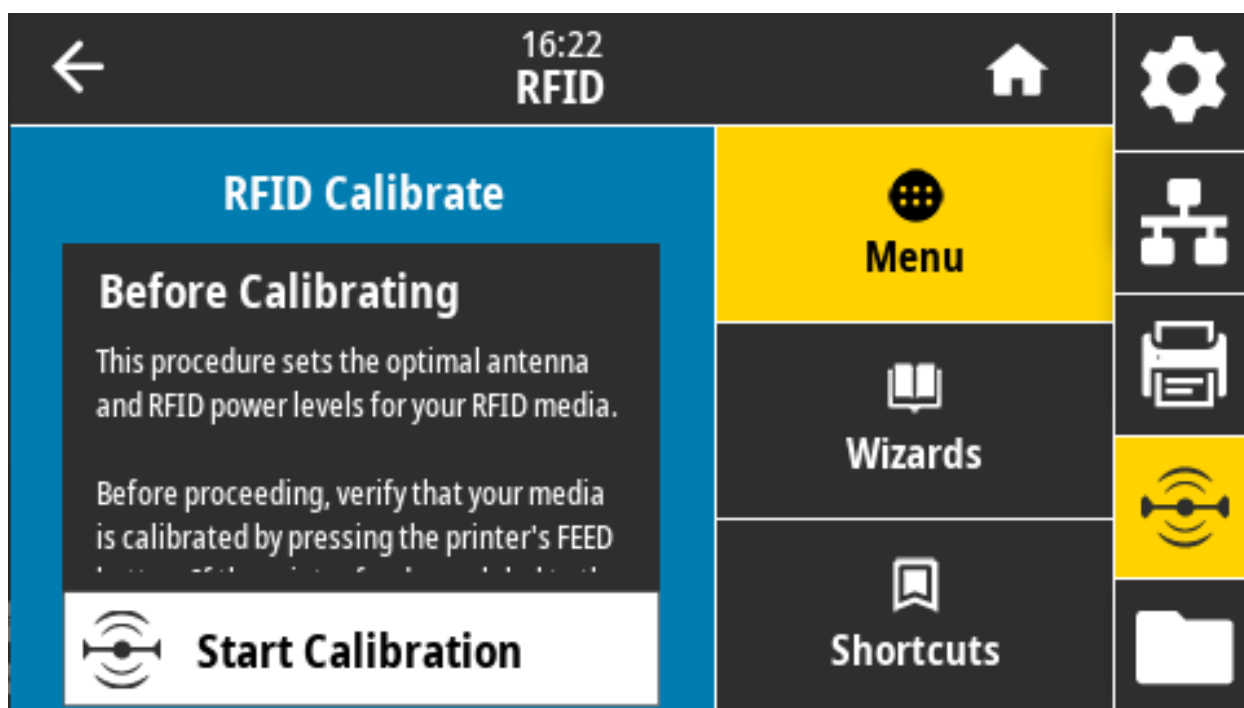 16:22
RFID
RFID Calibrate
Before Calibrating
This procedure sets the optimal antenna
and RFID power levels for your RFID media.
Before proceeding, verify that your media
is calibrated by pressing the printer's FEED
Start Calibration
Menu
Wizards
Shortcuts